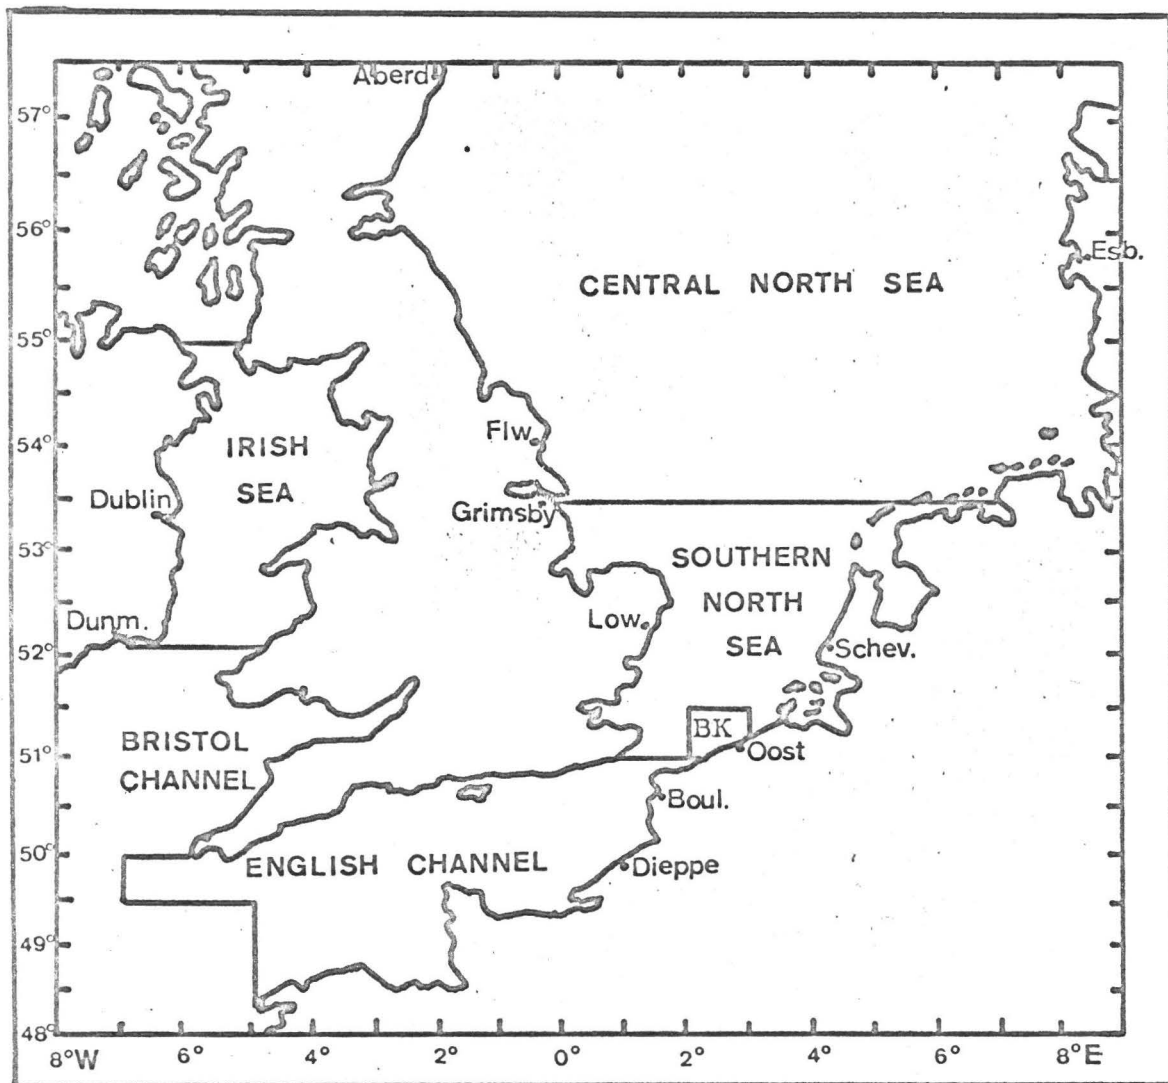 Aberd.
57°
56°
Esb.
CENTRAL NORTH SEA
55°
Flw.
54°
IRISH
SEA
Dublin
Grimsby
53°
SOUTHERN
NORTH
SEA
Dunm.
Low.
52°
Schev.
BK
BRISTOL
CHANNEL
51°
Oost
Boul.
50°
ENGLISH CHANNEL
Dieppe
49°
48°
8°W 6° 4° 2° 0° 2° 4° 6° 8°E